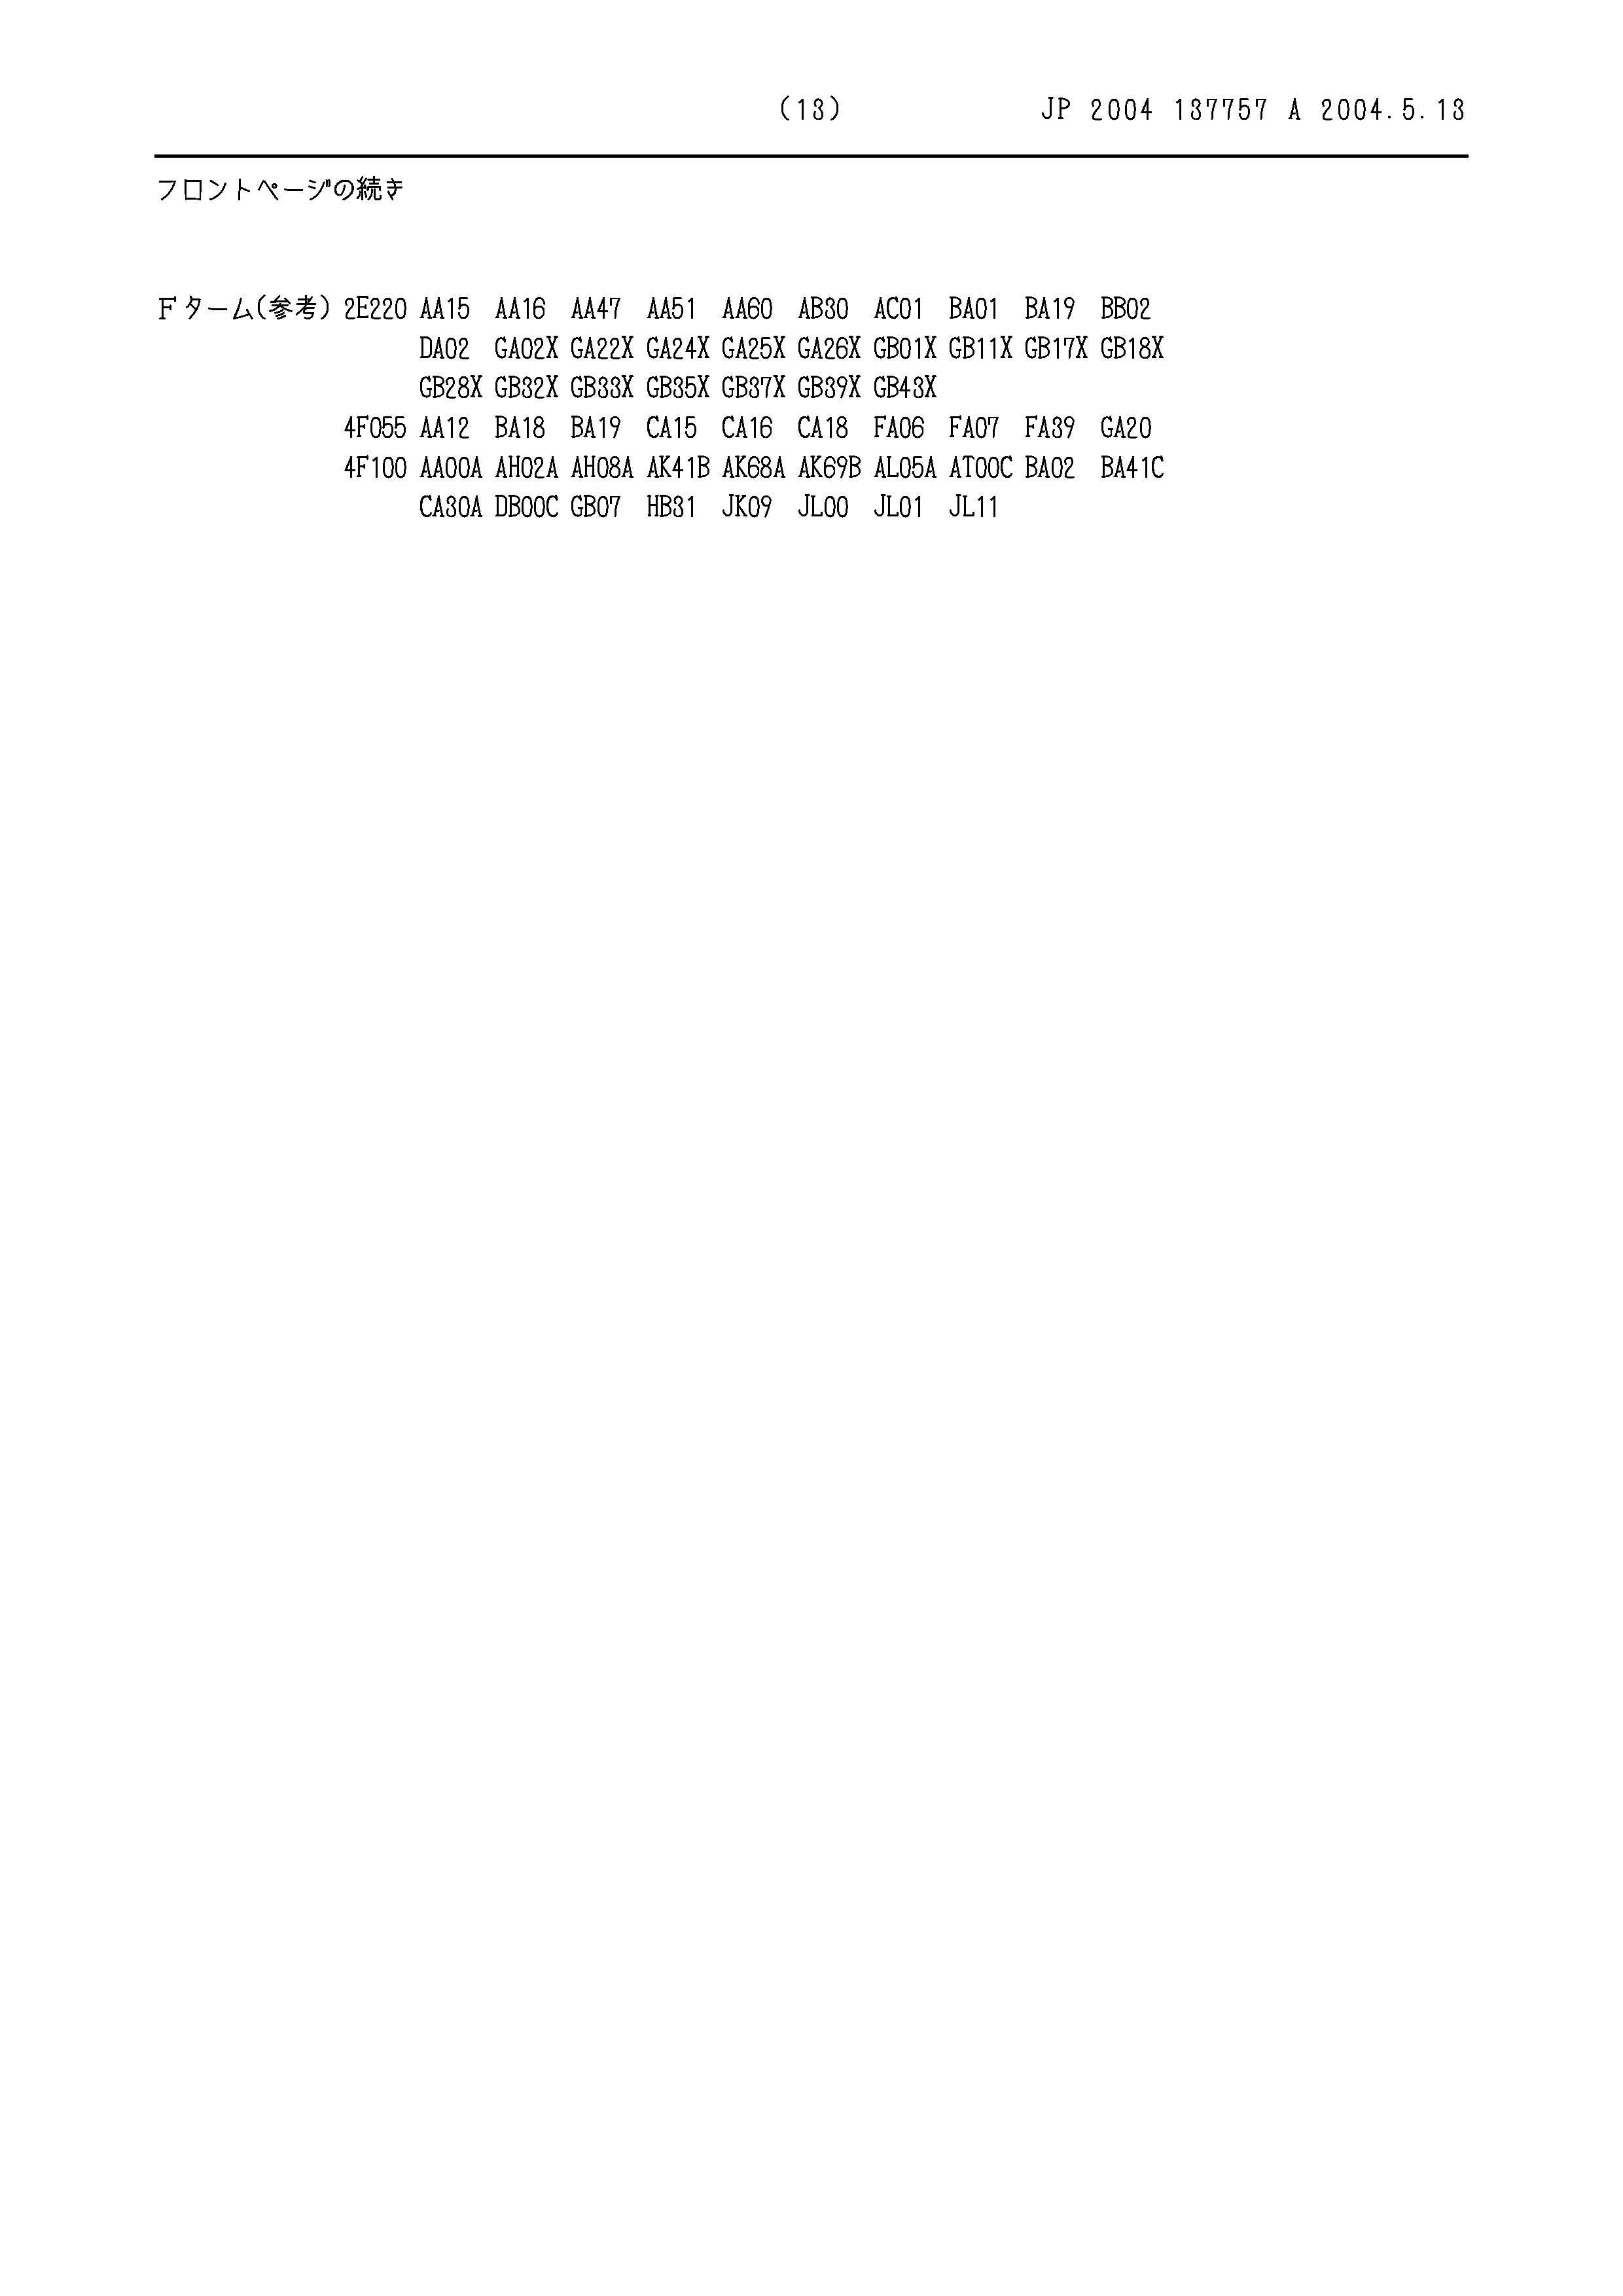 (13) JP 2004 137757 A 2004.5.13
フロントページの続き
Fターム(参考) 2E220 AA15 AA16 AA47 AA51 AA60 AB30 AC01 BA01 BA19 BB02
DA02 GA02X GA22X GA24X GA25X GA26X GB01X GB11X GB17X GB18X
GB28X GB32X GB33X GB35X GB37X GB39X GB43X
4F055 AA12 BA18 BA19 CA15 CA16 CA18 FA06 FA07 FA39 GA20
4F100 AA00A AH02A AH08A AK41B AK68A AK69B AL05A AT00C BA02 BA41C
CA30A DB00C GB07 HB31 JK09 JL00 JL01 JL11